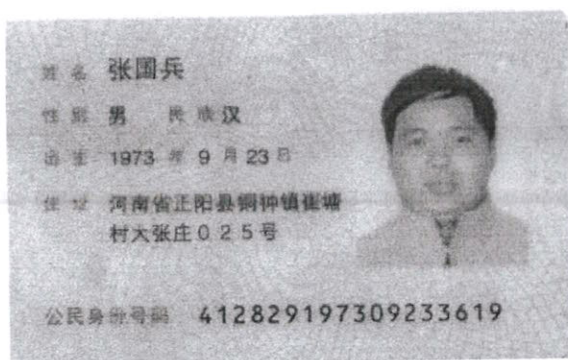 姓名 张国兵
性别 男 民族 汉
出生 1973 年 9 月 23 日
住址 河南省正阳县铜钟镇崔塘
村大张庄025号
公民身份号码 412829197309233619